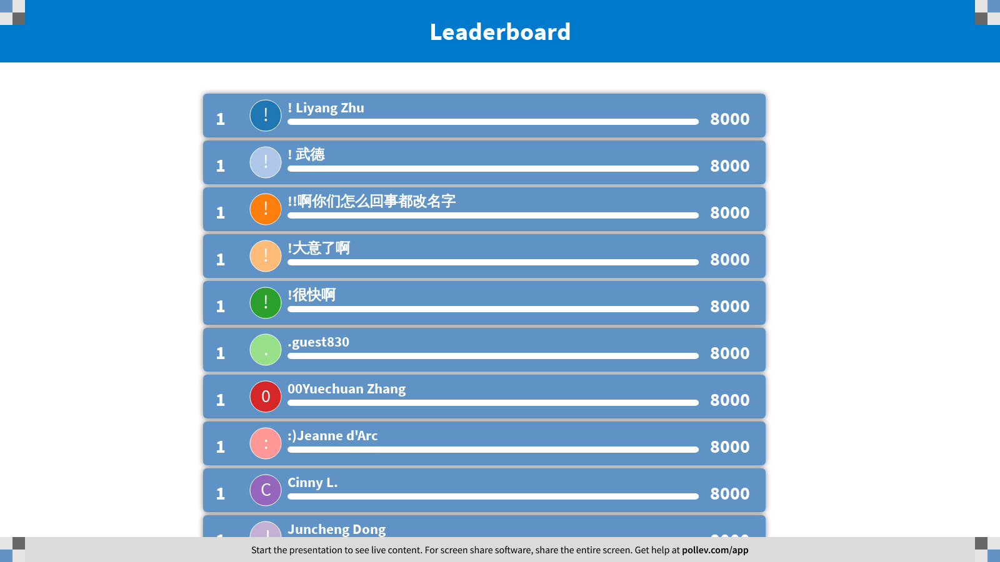 Leaderboard
1 ! ! Liyang Zhu 8000
1 ! ! 武德 8000
1 ! !!啊你们怎么回事都改名字 8000
1 ! !大意了啊 8000
1 ! !很快啊 8000
1 . .guest830 8000
1 0 00Yuechuan Zhang 8000
1 : :)Jeanne d'Arc 8000
1 C Cinny L. 8000
1 J Juncheng Dong 8000
Start the presentation to see live content. For screen share software, share the entire screen. Get help at pollev.com/app